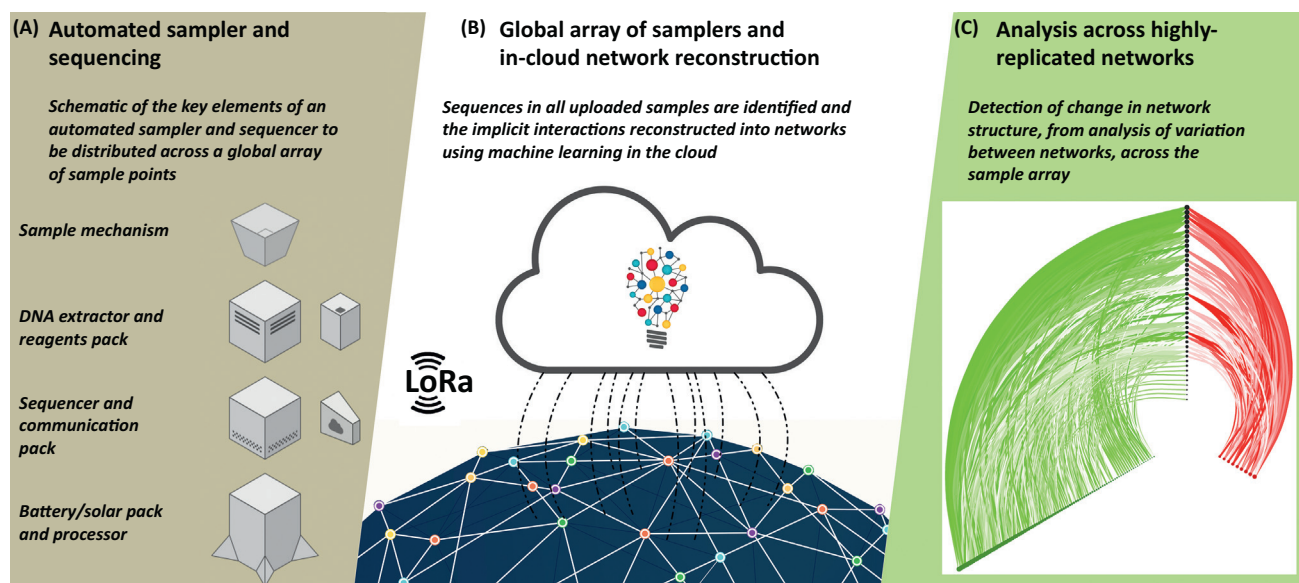 (A) Automated sampler and
sequencing
Schematic of the key elements of an
automated sampler and sequencer to
be distributed across a global array
of sample points
Sample mechanism
DNA extractor and
reagents pack
Sequencer and
communication
pack
Battery/solar pack
and processor
(B) Global array of samplers and
in-cloud network reconstruction
Sequences in all uploaded samples are identified and
the implicit interactions reconstructed into networks
using machine learning in the cloud
LoRa
(C) Analysis across highly-
replicated networks
Detection of change in network
structure, from analysis of variation
between networks, across the
sample array